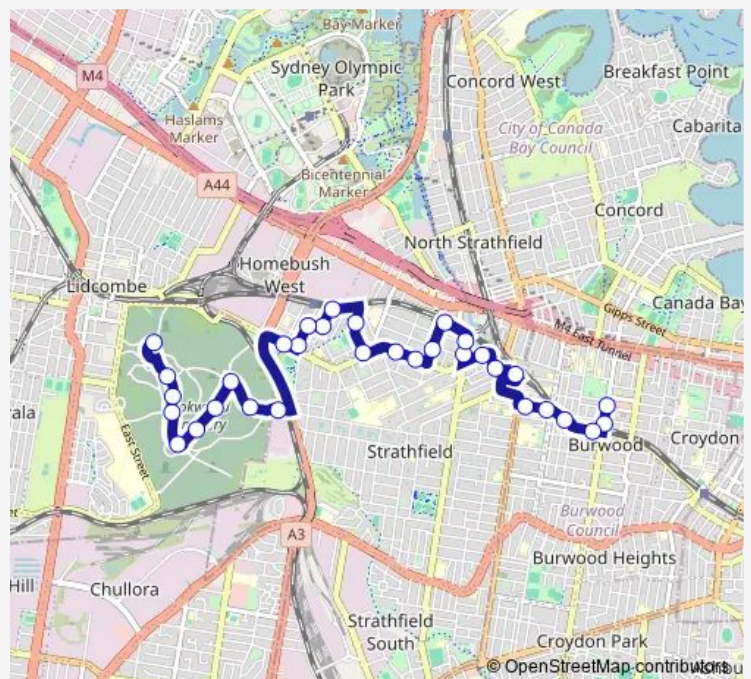 Bay Marker
M4
Sydney Olympic
Park
Concord West
Breakfast Point
Haslams
Marker
City of Canada
Bay Council
Cabarita
A44
Bicentennial
Marker
Concord
North Strathfield
Homebush
West
Lidcombe
Canada Bay
Gipps Street
M4 East Tunnel
East Street
Strathfield
Burwood
Croydon
A3
Burwood
Council
Burwood Heights
Hill
Chullora
Strathfield
South
Croydon Park
© OpenStreetMap contributors